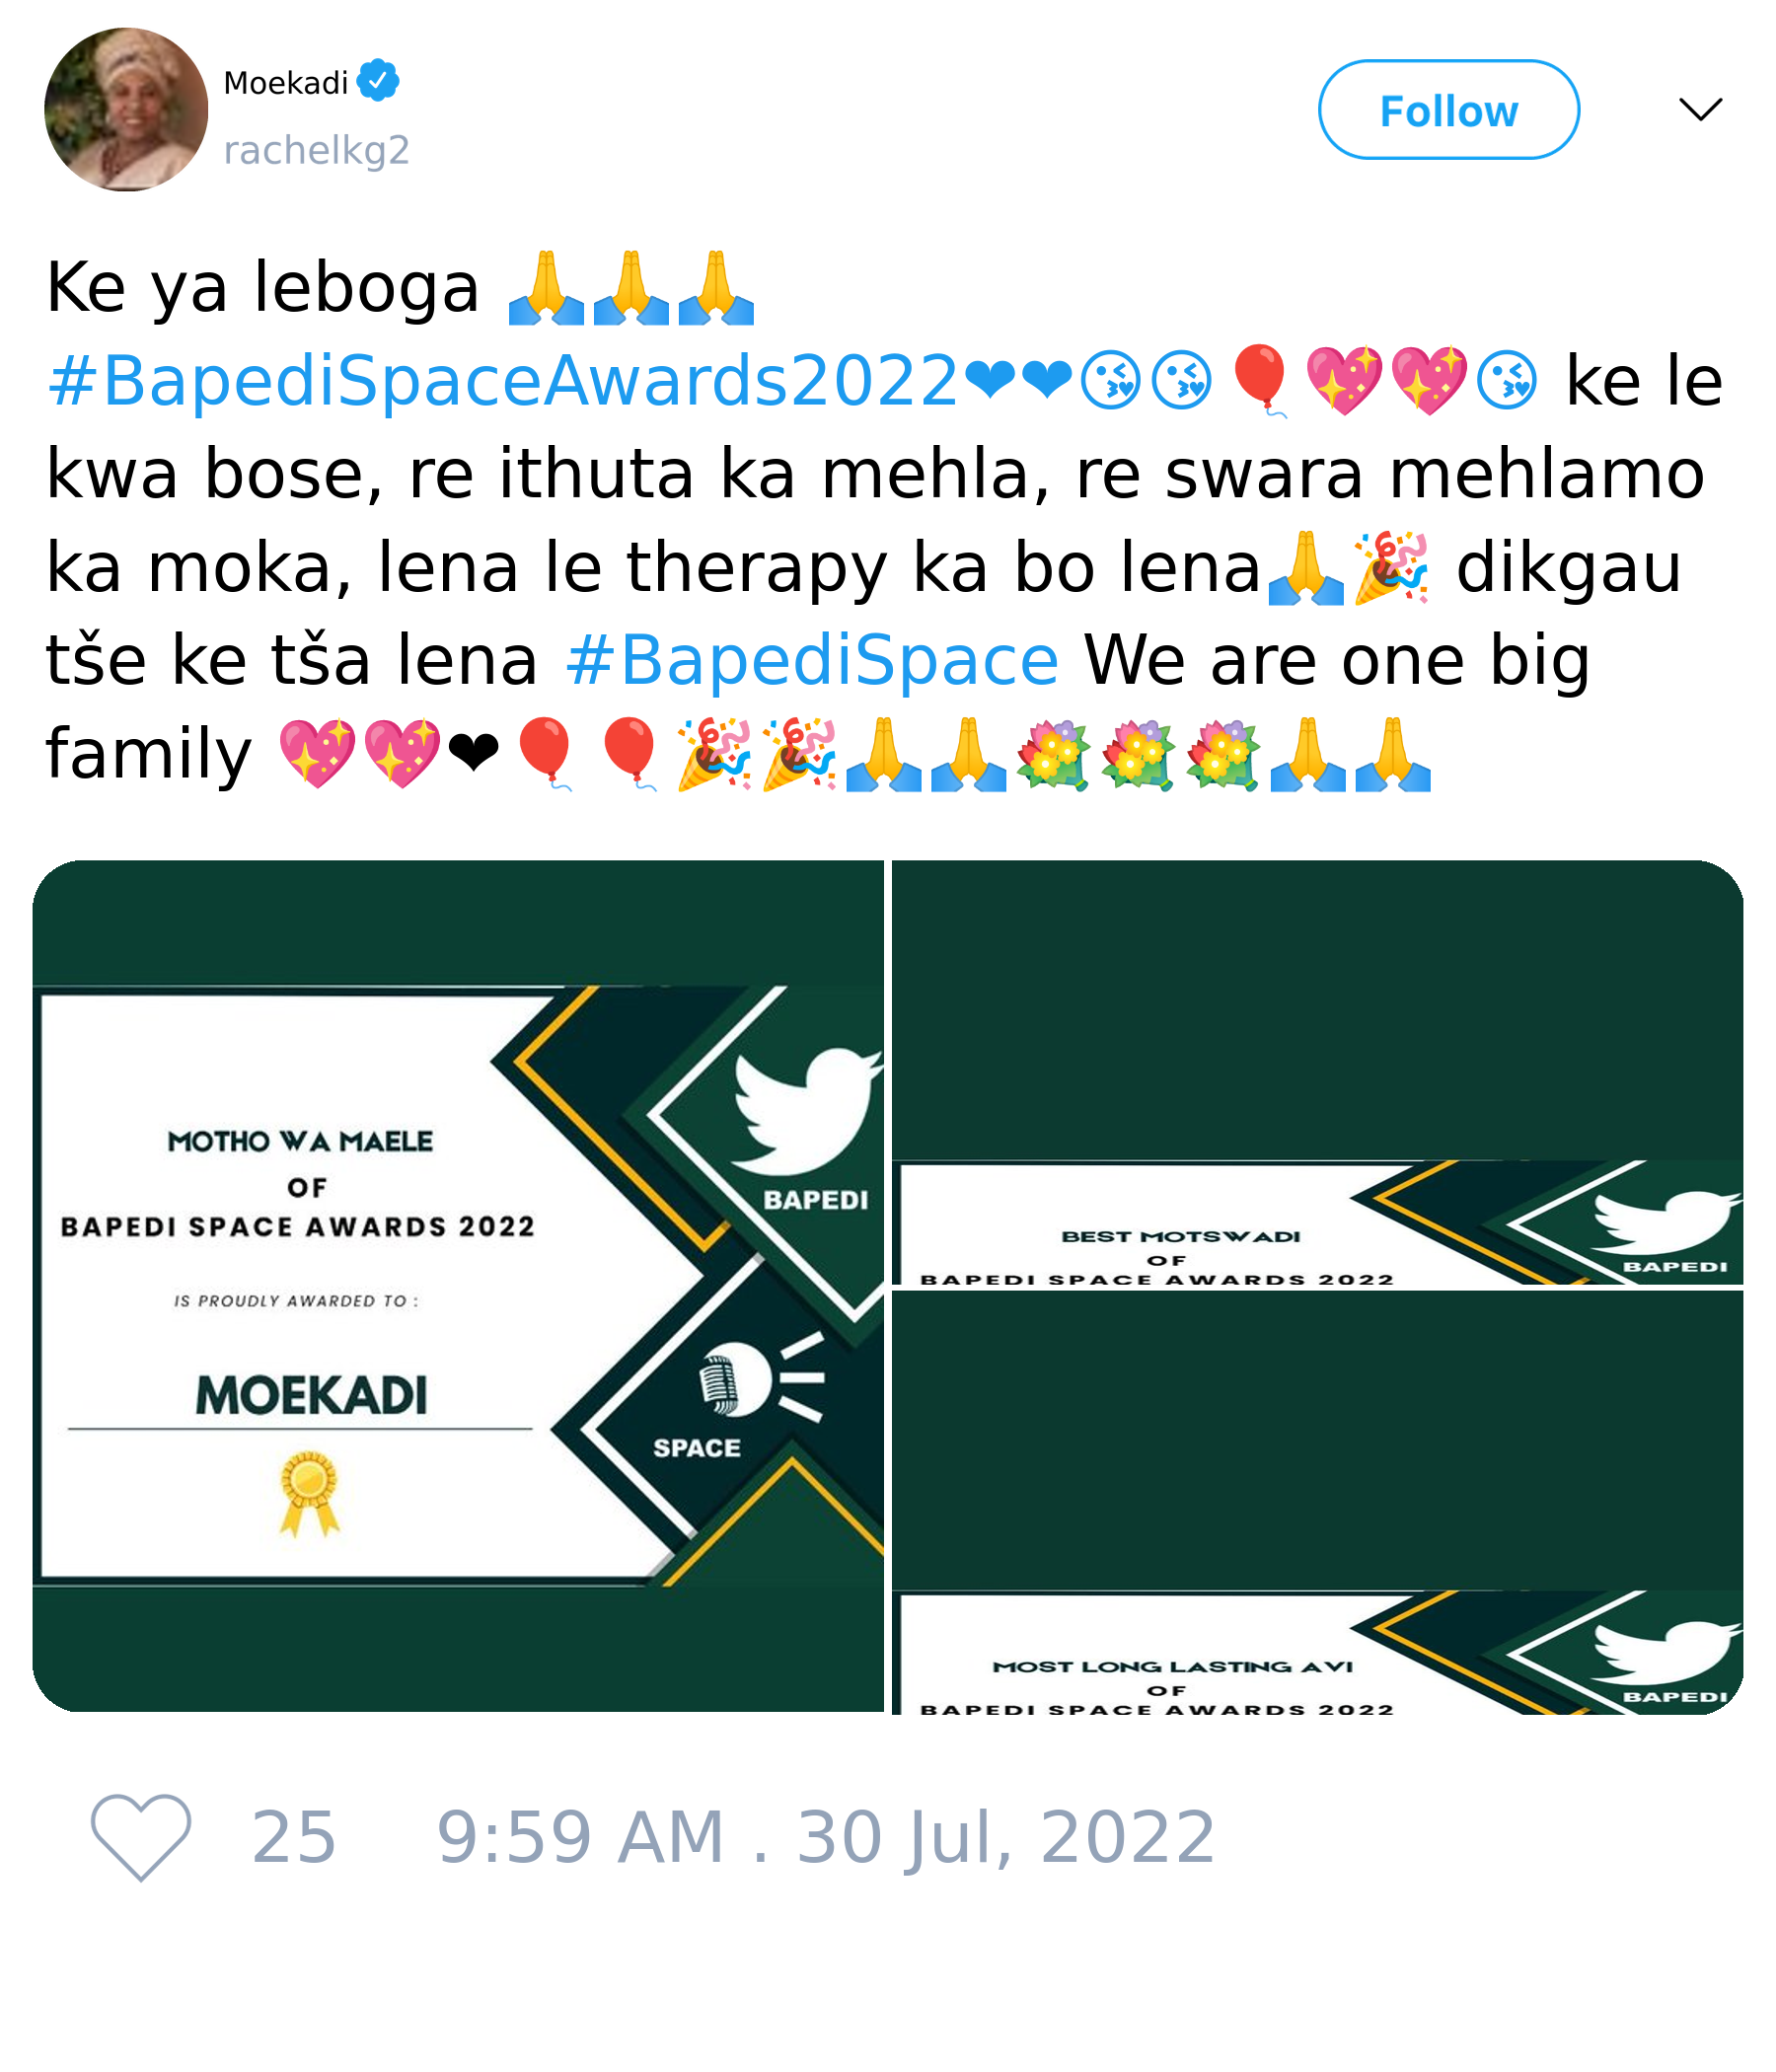 Moekadi
rachelkg2
Follow
Ke ya leboga 🙏🙏🙏
#BapediSpaceAwards2022❤❤😘😘🎈💖💖😘 ke le
kwa bose, re ithuta ka mehla, re swara mehlamo
ka moka, lena le therapy ka bo lena🙏🎉 dikgau
tše ke tša lena #BapediSpace We are one big
family 💖💖❤🎈🎈🎉🎉🙏🙏💐💐💐🙏🙏
MOTHO WA MAELE
OF
BAPEDI SPACE AWARDS 2022
IS PROUDLY AWARDED TO :
MOEKADI
BAPEDI
SPACE
BEST MOTSWADI
OF
BAPEDI SPACE AWARDS 2022
BAPEDI
MOST LONG LASTING AVI
OF
BAPEDI SPACE AWARDS 2022
BAPEDI
25 9:59 AM . 30 Jul, 2022